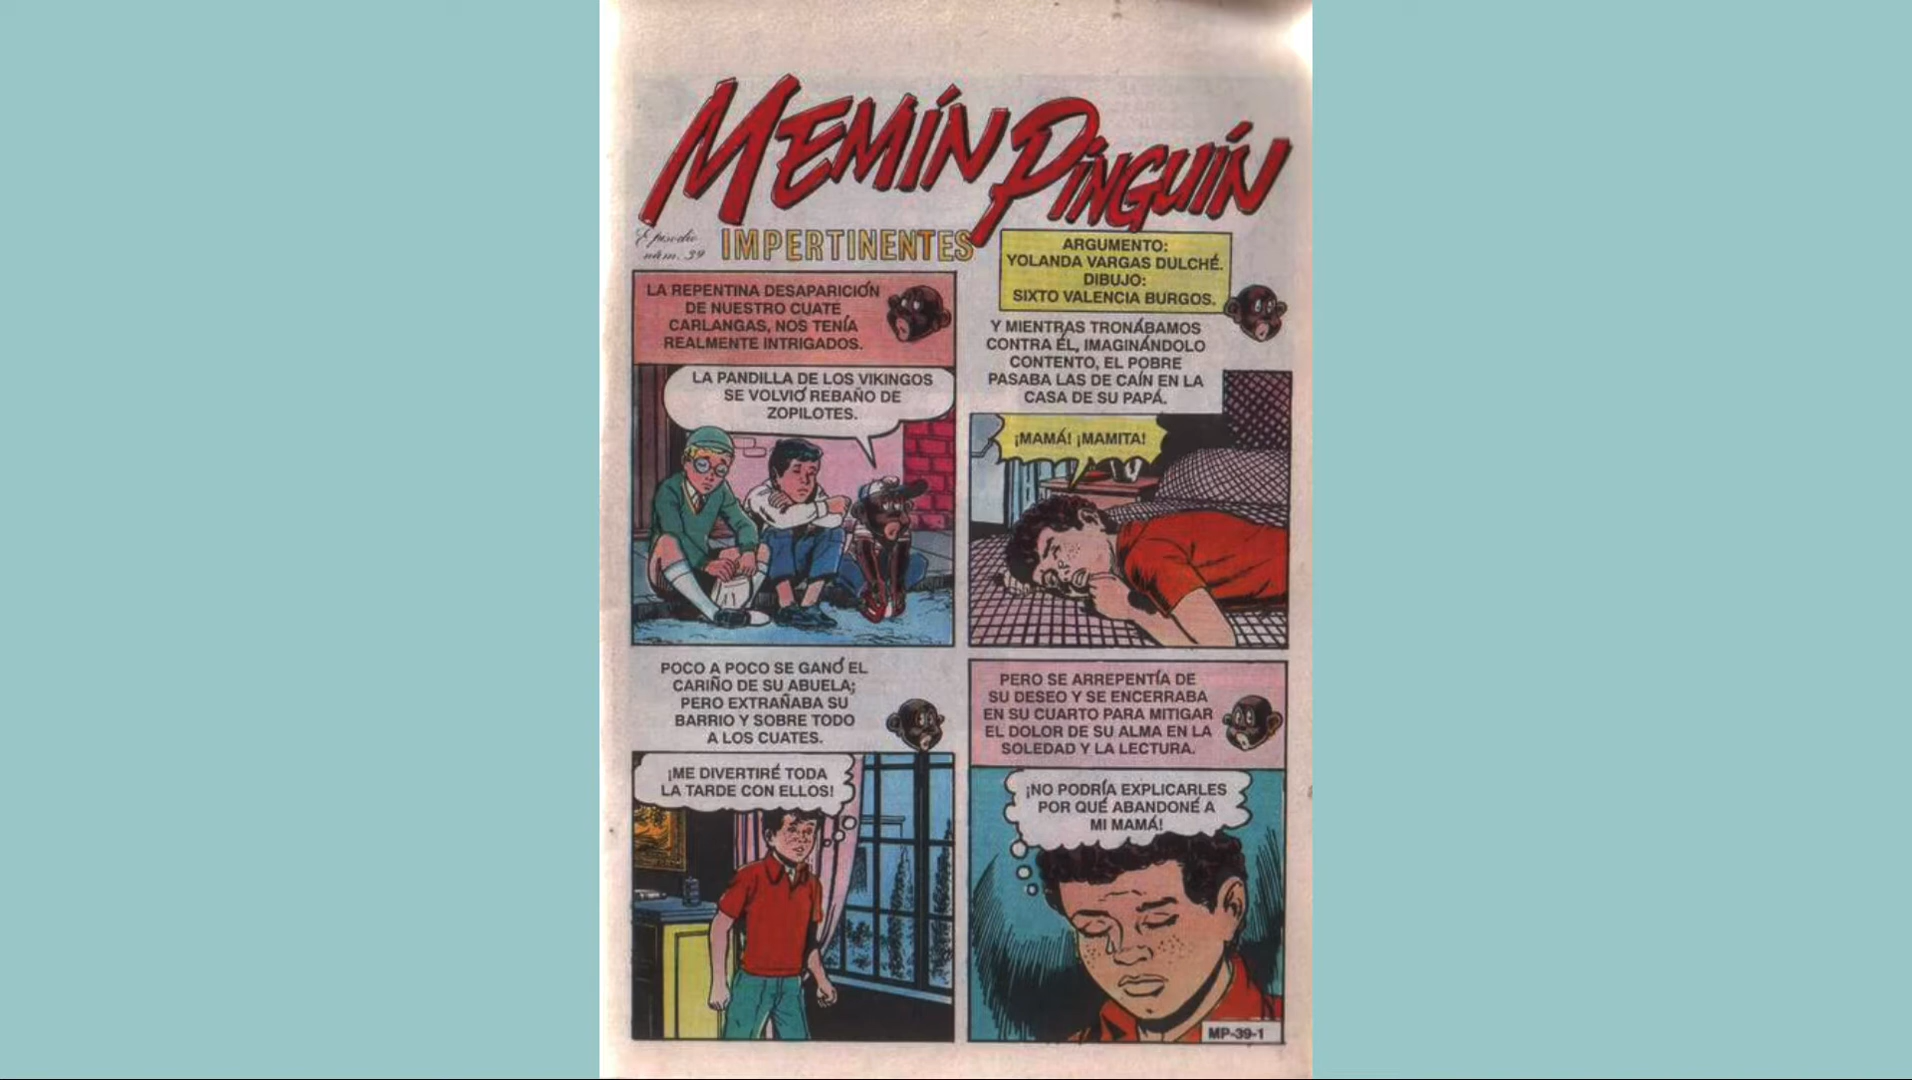 MEMÍN PINGUÍN
Episodio
núm. 39
IMPERTINENTES
ARGUMENTO:
YOLANDA VARGAS DULCHÉ.
DIBUJO:
SIXTO VALENCIA BURGOS.
LA REPENTINA DESAPARICIÓN
DE NUESTRO CUATE
CARLANGAS, NOS TENÍA
REALMENTE INTRIGADOS.
LA PANDILLA DE LOS VIKINGOS
SE VOLVIÓ REBAÑO DE
ZOPILOTES.
Y MIENTRAS TRONÁBAMOS
CONTRA ÉL, IMAGINÁNDOLO
CONTENTO, EL POBRE
PASABA LAS DE CAÍN EN LA
CASA DE SU PAPÁ.
¡MAMÁ! ¡MAMITA!
POCO A POCO SE GANÓ EL
CARIÑO DE SU ABUELA;
PERO EXTRAÑABA SU
BARRIO Y SOBRE TODO
A LOS CUATES.
¡ME DIVERTIRÉ TODA
LA TARDE CON ELLOS!
PERO SE ARREPENTÍA DE
SU DESEO Y SE ENCERRABA
EN SU CUARTO PARA MITIGAR
EL DOLOR DE SU ALMA EN LA
SOLEDAD Y LA LECTURA.
¡NO PODRÍA EXPLICARLES
POR QUÉ ABANDONÉ A
MI MAMÁ!
MP-39-1